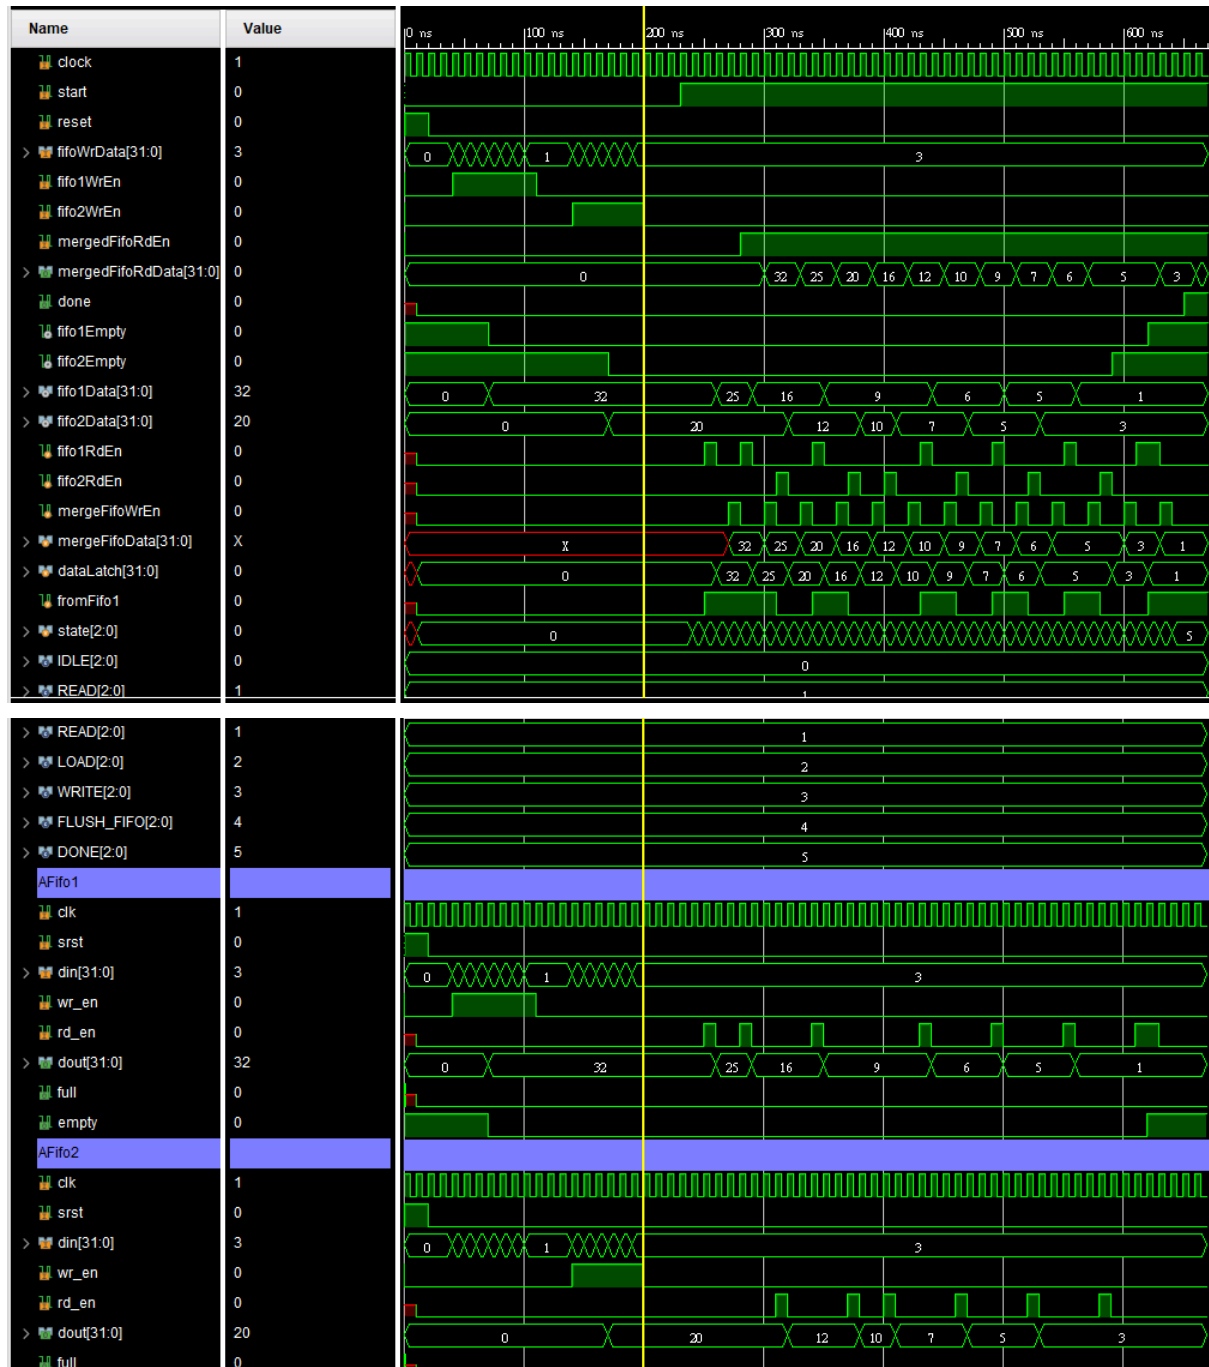 Name Value 0 ns 100 ns 200 ns 300 ns 400 ns 500 ns 600 ns
clock 1
start 0
reset 0
fifoWrData[31:0] 3 0 1 3
fifo1WrEn 0
fifo2WrEn 0
mergedFifoRdEn 0
mergedFifoRdData[31:0] 0 0 32 25 20 16 12 10 9 7 6 5 3
done 0
fifo1Empty 0
fifo2Empty 0
fifo1Data[31:0] 32 0 32 25 16 9 6 5 1
fifo2Data[31:0] 20 0 20 12 10 7 5 3
fifo1RdEn 0
fifo2RdEn 0
mergeFifoWrEn 0
mergeFifoData[31:0] X X 32 25 20 16 12 10 9 7 6 5 3 1
dataLatch[31:0] 0 0 32 25 20 16 12 10 9 7 6 5 3 1
fromFifo1 0
state[2:0] 0 0 5
IDLE[2:0] 0 0
READ[2:0] 1 1
READ[2:0] 1 1
LOAD[2:0] 2 2
WRITE[2:0] 3 3
FLUSH_FIFO[2:0] 4 4
DONE[2:0] 5 5
AFifo1
clk 1
srst 0
din[31:0] 3 0 1 3
wr_en 0
rd_en 0
dout[31:0] 32 0 32 25 16 9 6 5 1
full 0
empty 0
AFifo2
clk 1
srst 0
din[31:0] 3 0 1 3
wr_en 0
rd_en 0
dout[31:0] 20 0 20 12 10 7 5 3
full 0